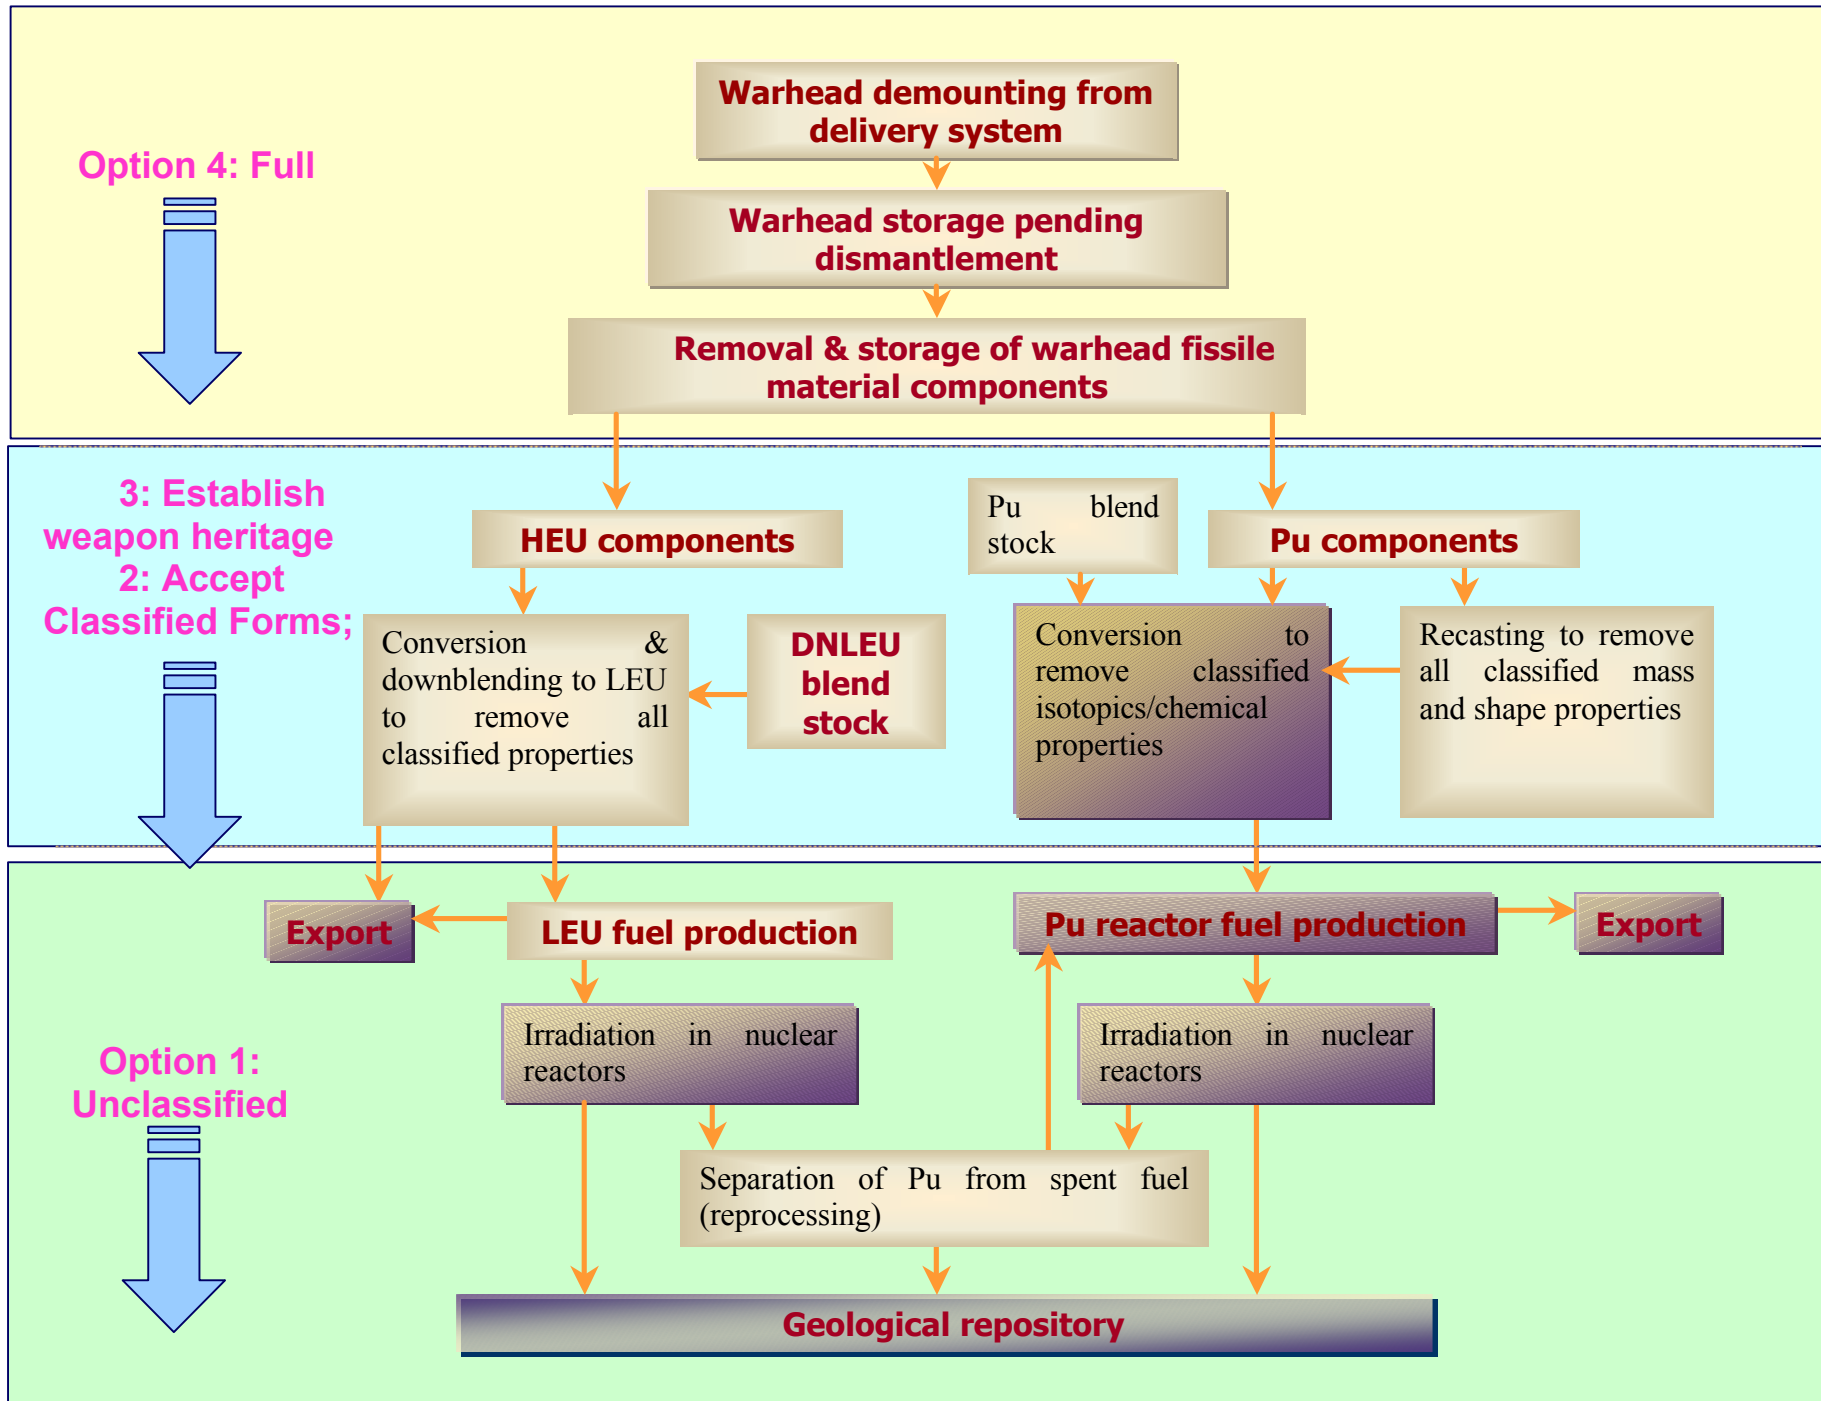 Warhead demounting from
delivery system
Option 4: Full
Warhead storage pending
dismantlement
Removal & storage of warhead fissile
material components
3: Establish
weapon heritage
2: Accept
Classified Forms;
HEU components
Pu blend
stock
Pu components
Conversion &
downblending to LEU
to remove all
classified properties
DNLEU
blend
stock
Conversion to
remove classified
isotopics/chemical
properties
Recasting to remove
all classified mass
and shape properties
Export
LEU fuel production
Pu reactor fuel production
Export
Irradiation in nuclear
reactors
Irradiation in nuclear
reactors
Option 1:
Unclassified
Separation of Pu from spent fuel
(reprocessing)
Geological repository